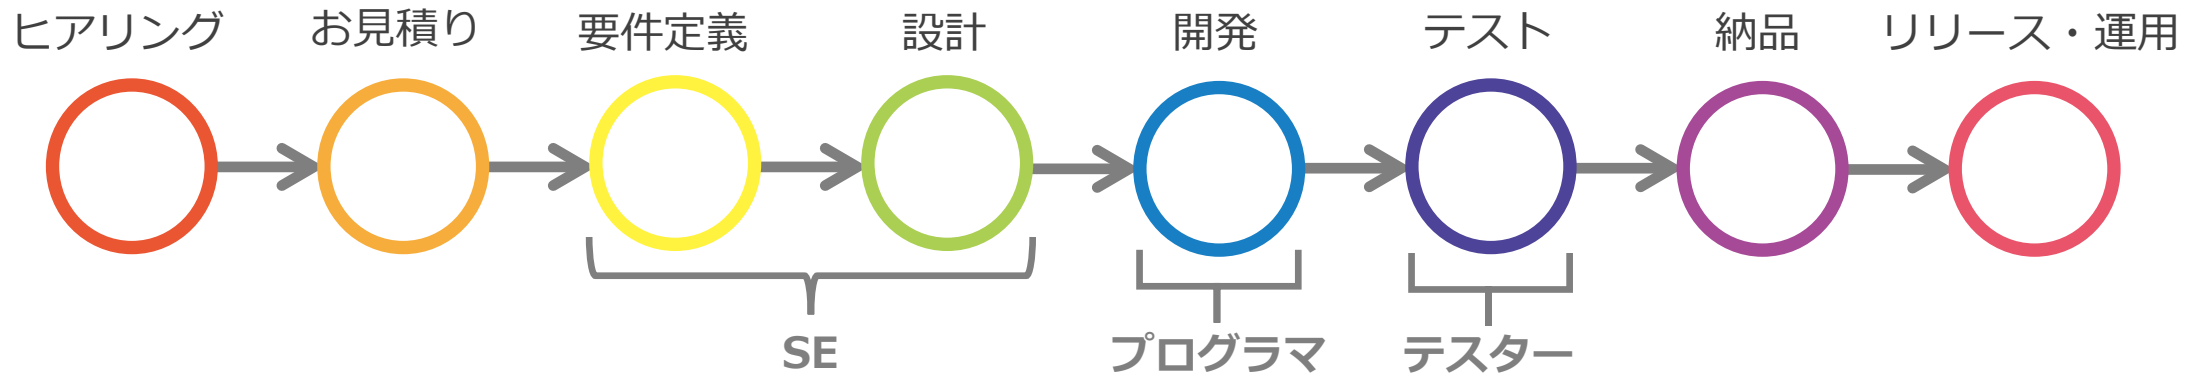 ヒアリング
お見積り
要件定義
設計
開発
テスト
納品
リリース・運用
SE
プログラマ
テスター